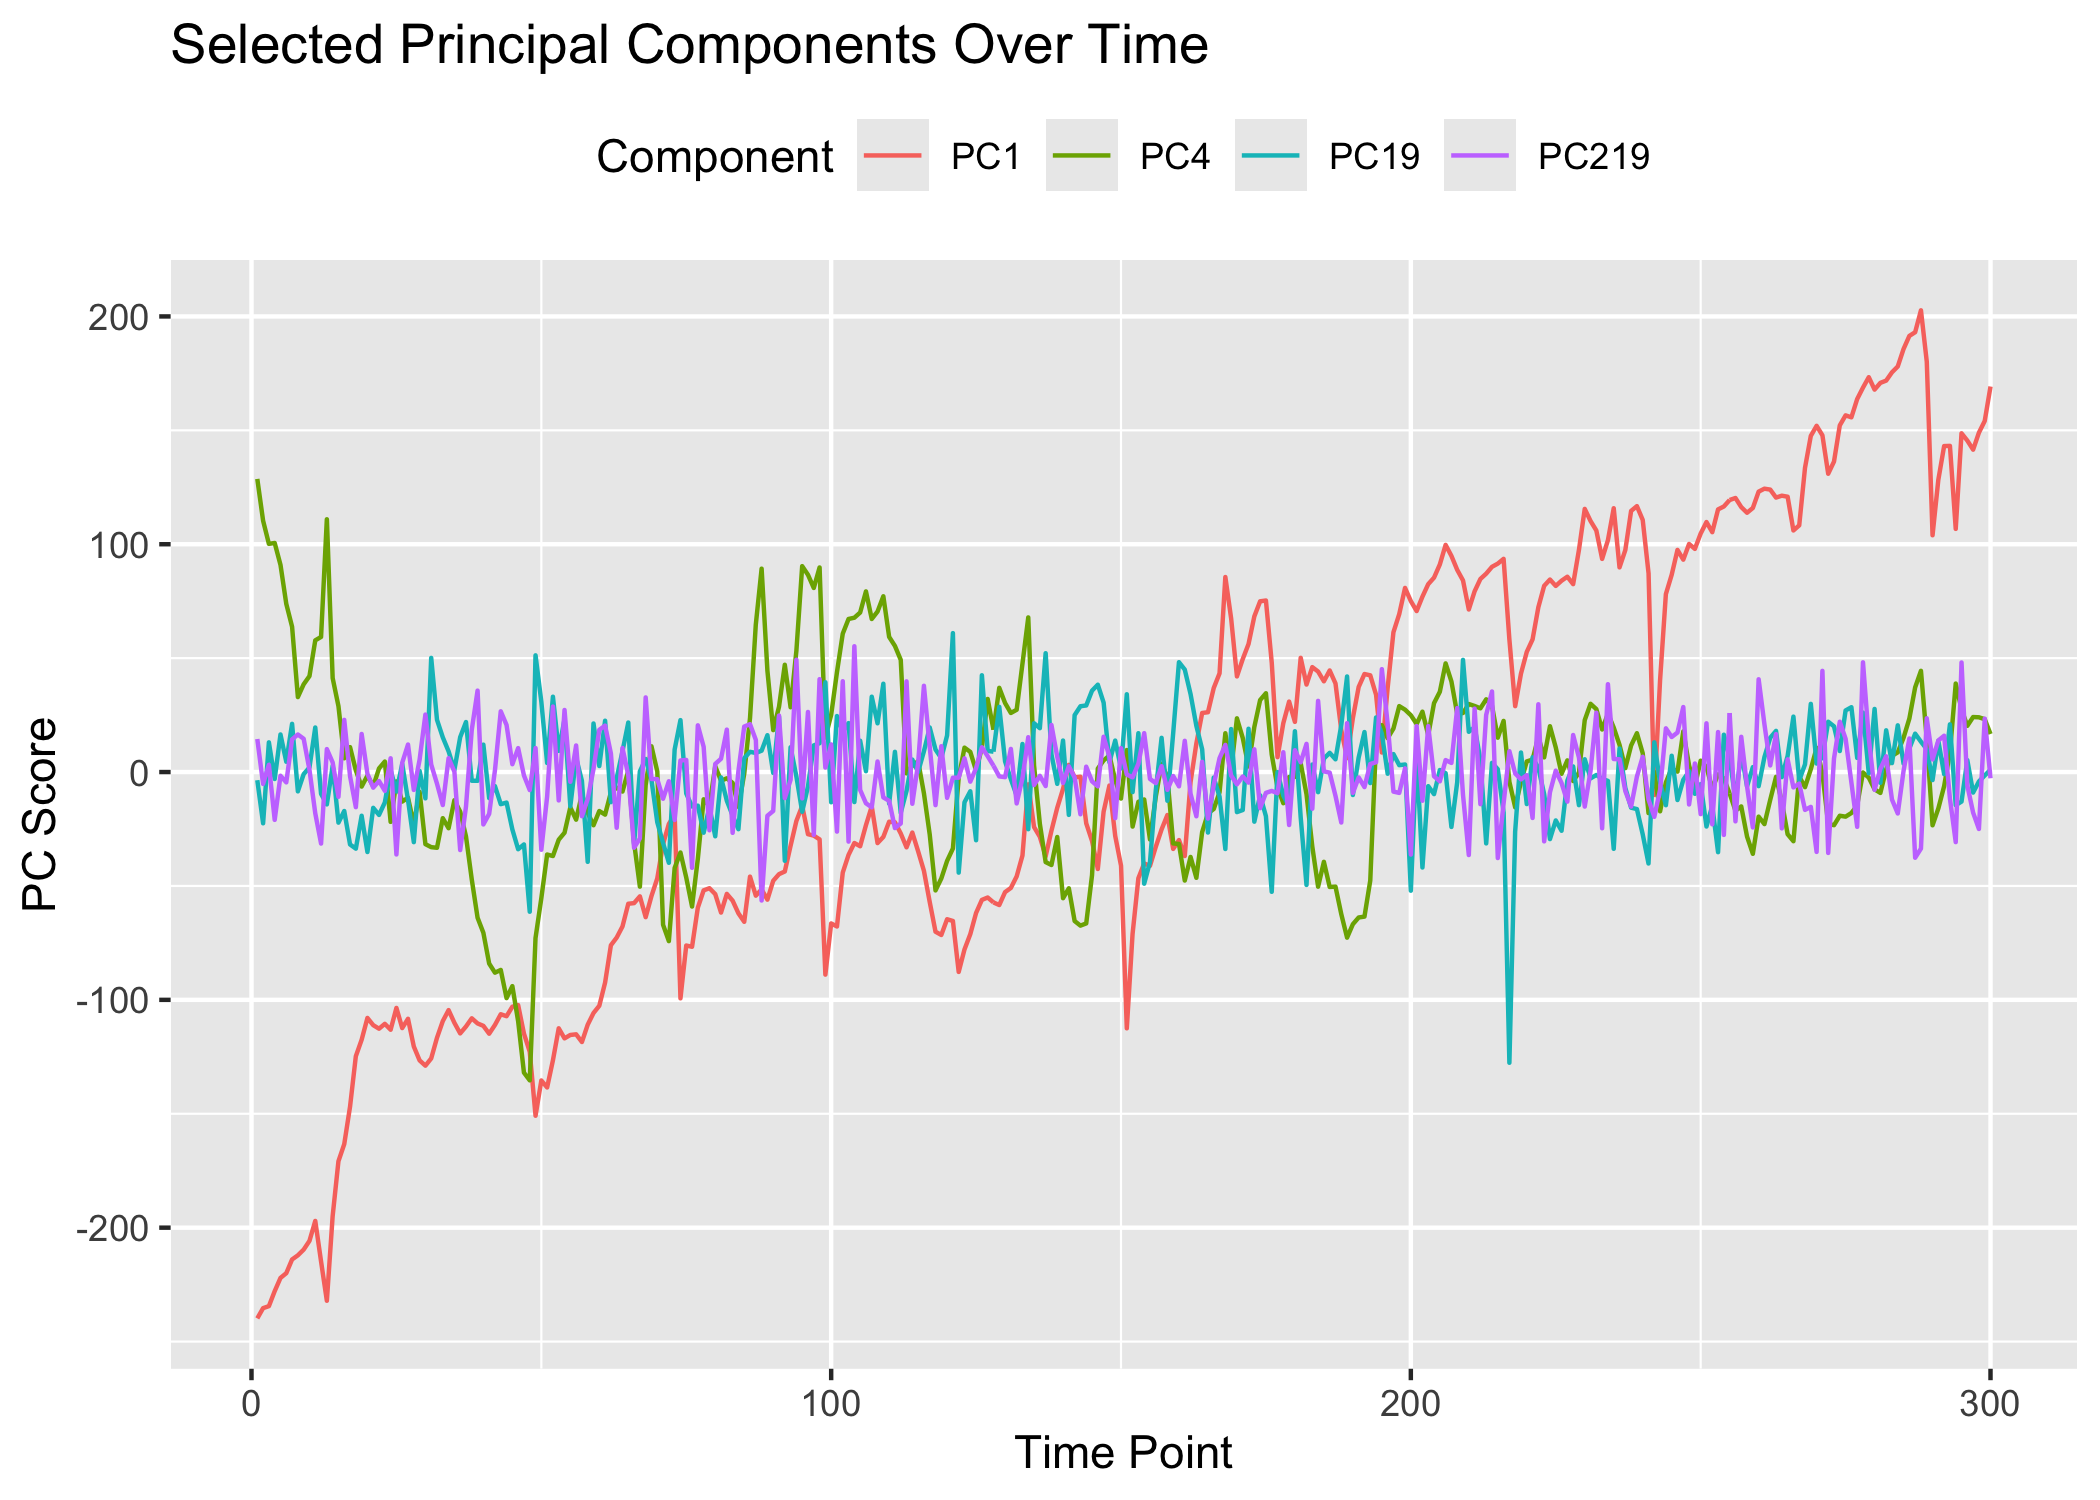 Selected Principal Components Over Time
Component PC1 PC4 PC19 PC219
PC Score
200
100
0
-100
-200
0 100 200 300
Time Point